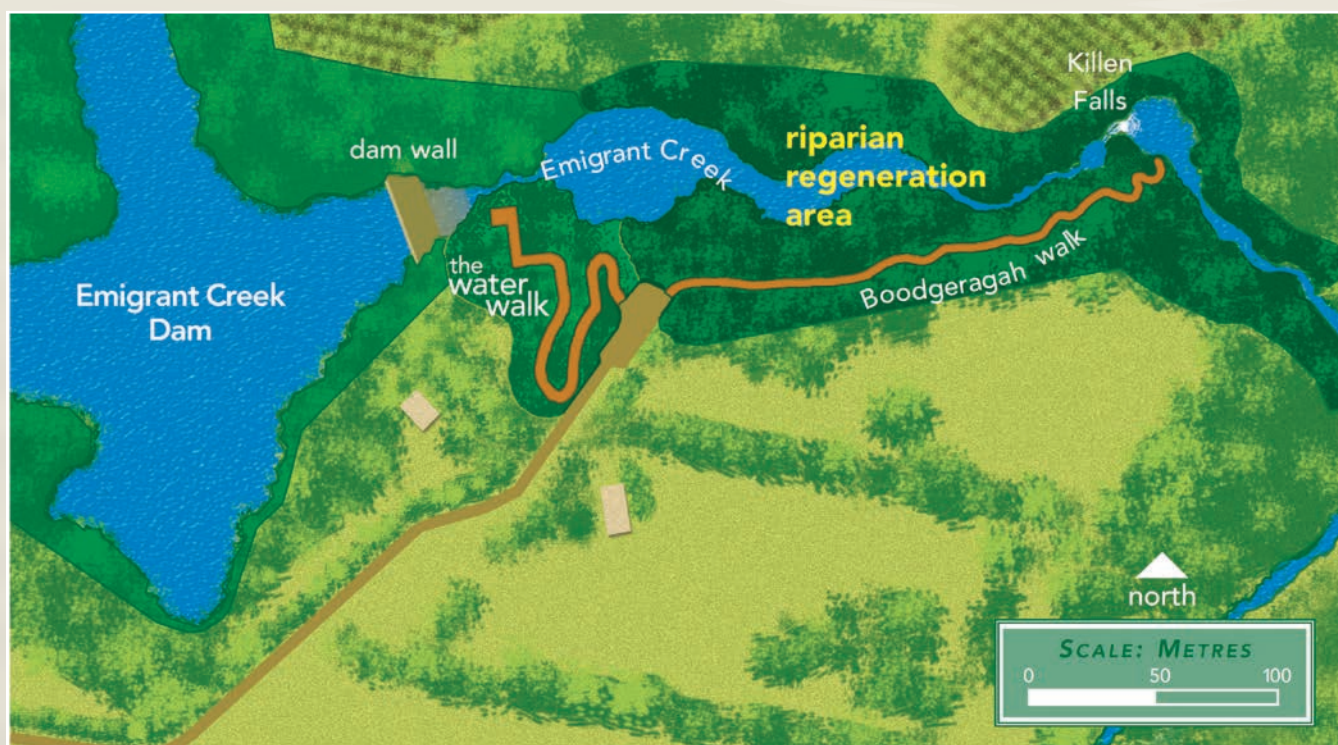 Killen
Falls
dam wall
Emigrant Creek
riparian
regeneration
area
the
water
walk
Boodgeragah walk
Emigrant Creek
Dam
north
SCALE: METRES
0 50 100